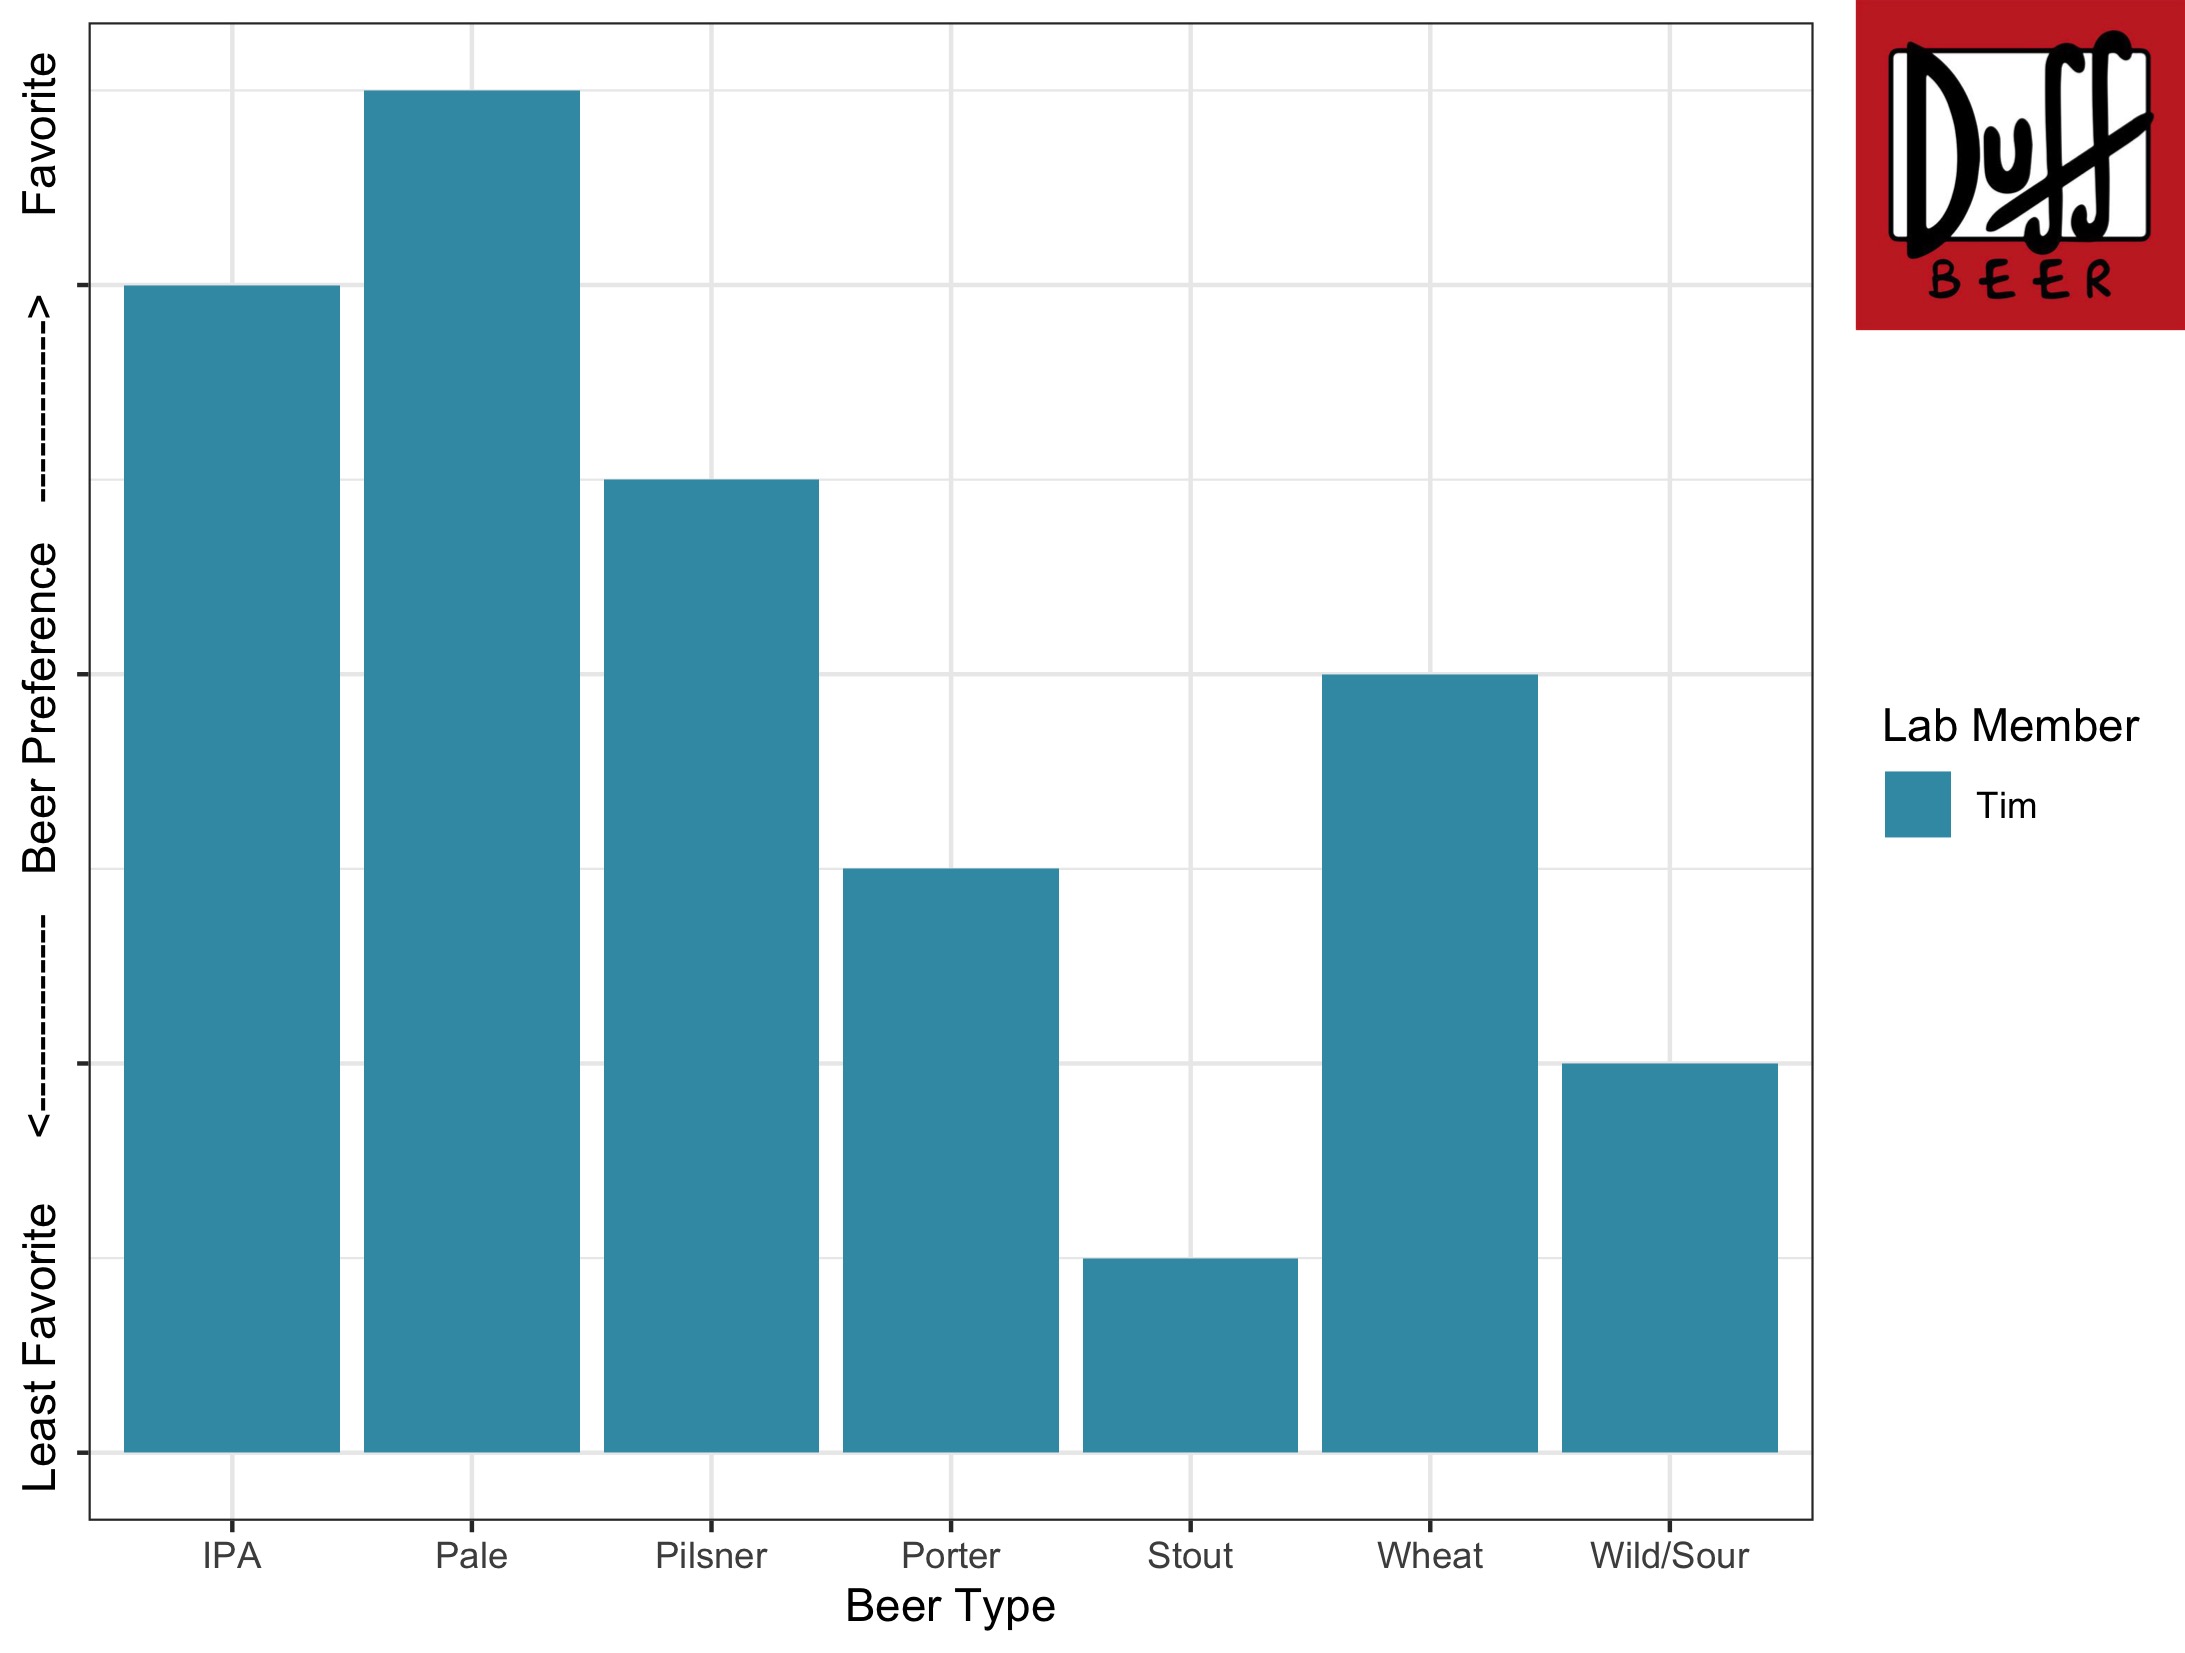 Least Favorite <-------------- Beer Preference --------------> Favorite
IPA Pale Pilsner Porter Stout Wheat Wild/Sour
Beer Type
Duff
BEER
Lab Member
Tim